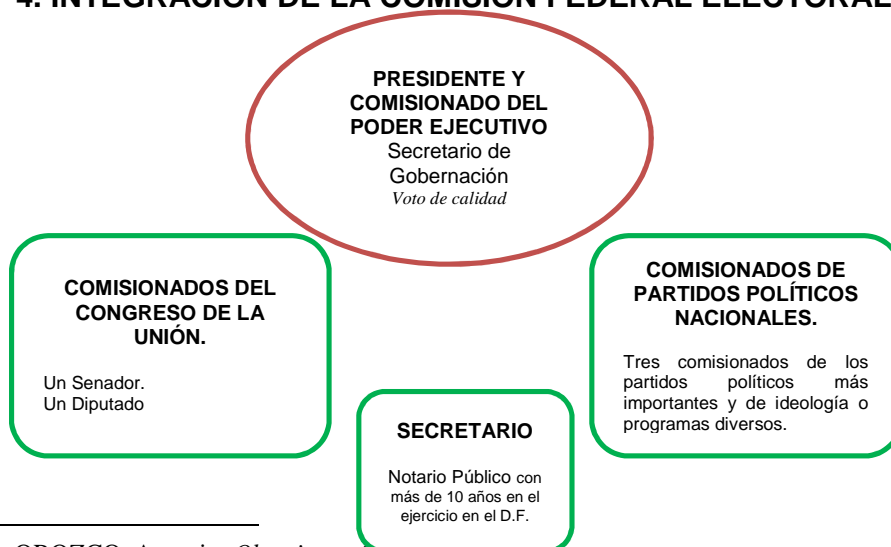 4. INTEGRACIÓN DE LA COMISIÓN FEDERAL ELECTORAL
PRESIDENTE Y
COMISIONADO DEL
PODER EJECUTIVO
Secretario de
Gobernación
Voto de calidad
COMISIONADOS DEL
CONGRESO DE LA
UNIÓN.
Un Senador.
Un Diputado
COMISIONADOS DE
PARTIDOS POLÍTICOS
NACIONALES.
Tres comisionados de los
partidos políticos más
importantes y de ideología o
programas diversos.
SECRETARIO
Notario Público con
más de 10 años en el
ejercicio en el D.F.
OROZCO